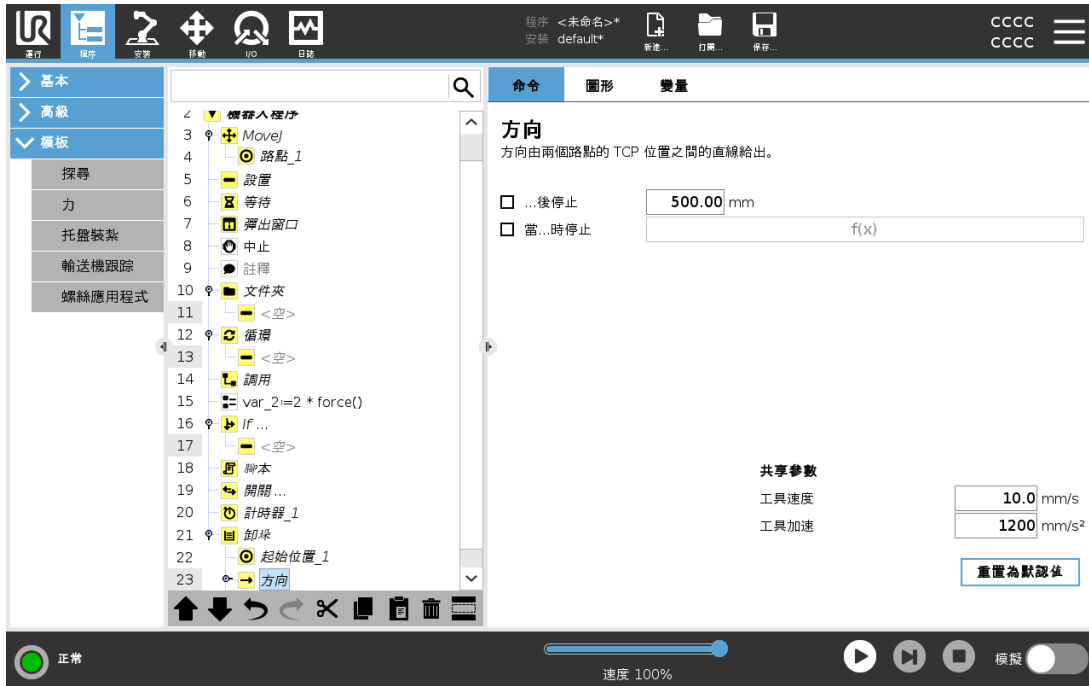 UR
運行
程序
安裝
移動
I/O
日誌
程序 <未命名>*
安裝 default*
新建...
打開...
保存...
CCCC
CCCC
基本
高級
模板
探尋
力
托盤裝紮
輸送機跟踪
螺絲應用程式
2 機器人程序
3 MoveJ
4 路點_1
5 設置
6 等待
7 彈出窗口
8 中止
9 註釋
10 文件夾
11 <空>
12 循環
13 <空>
14 調用
15 var_2:=2 * force()
16 If ...
17 <空>
18 腳本
19 開關 ...
20 計時器_1
21 卸垛
22 起始位置_1
23 方向
命令 圖形 變量
方向
方向由兩個路點的 TCP 位置之間的直線給出。
...後停止 500.00 mm
當...時停止 f(x)
共享參數
工具速度 10.0 mm/s
工具加速 1200 mm/s²
重置為默認值
正常
速度 100%
模擬